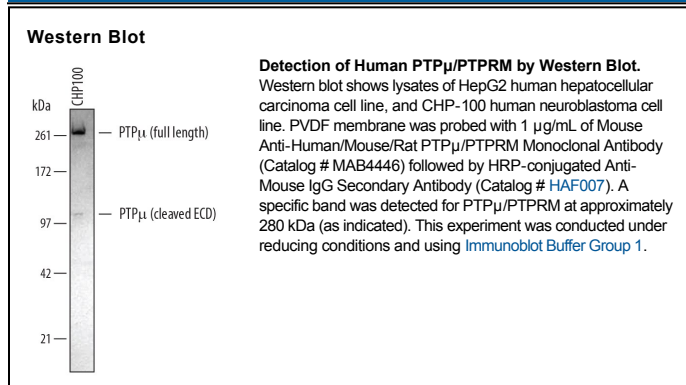 Western Blot
CHP100
kDa
261
172
97
42
21
PTPμ (full length)
PTPμ (cleaved ECD)
Detection of Human PTPμ/PTPRM by Western Blot.
Western blot shows lysates of HepG2 human hepatocellular
carcinoma cell line, and CHP-100 human neuroblastoma cell
line. PVDF membrane was probed with 1 μg/mL of Mouse
Anti-Human/Mouse/Rat PTPμ/PTPRM Monoclonal Antibody
(Catalog # MAB4446) followed by HRP-conjugated Anti-
Mouse IgG Secondary Antibody (Catalog # HAF007). A
specific band was detected for PTPμ/PTPRM at approximately
280 kDa (as indicated). This experiment was conducted under
reducing conditions and using Immunoblot Buffer Group 1.